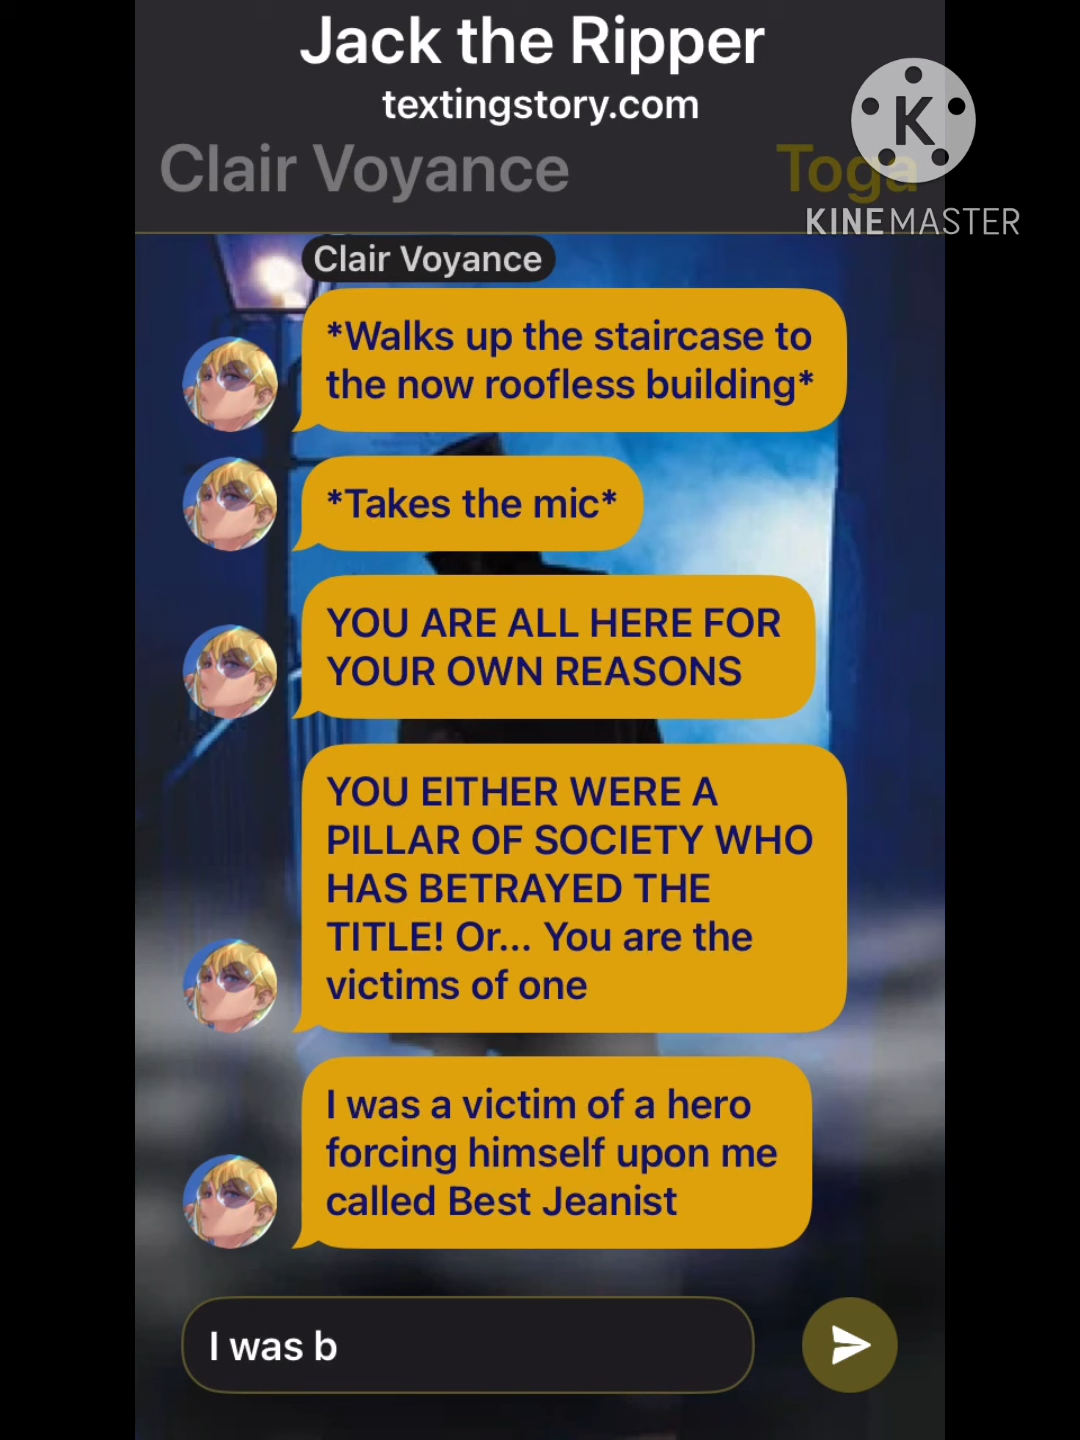 Jack the Ripper
textingstory.com
Clair Voyance
Toga
K
KINEMASTER
Clair Voyance
*Walks up the staircase to
the now roofless building*
*Takes the mic*
YOU ARE ALL HERE FOR
YOUR OWN REASONS
YOU EITHER WERE A
PILLAR OF SOCIETY WHO
HAS BETRAYED THE
TITLE! Or... You are the
victims of one
I was a victim of a hero
forcing himself upon me
called Best Jeanist
I was b